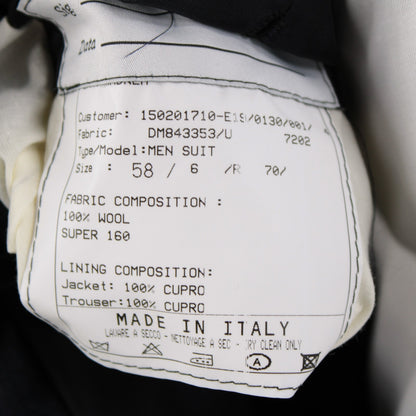 Data
Customer: 150201710-E1S/0130/001/
Fabric: DM843353/U 7202
Type/Model: MEN SUIT
Size : 58 / 6 /R 70/
FABRIC COMPOSITION :
100% WOOL
SUPER 160
LINING COMPOSITION:
Jacket: 100% CUPRO
Trouser: 100% CUPRO
MADE IN ITALY
LAVARE A SECCO - NETTOYAGE A SEC - DRY CLEAN ONLY
A